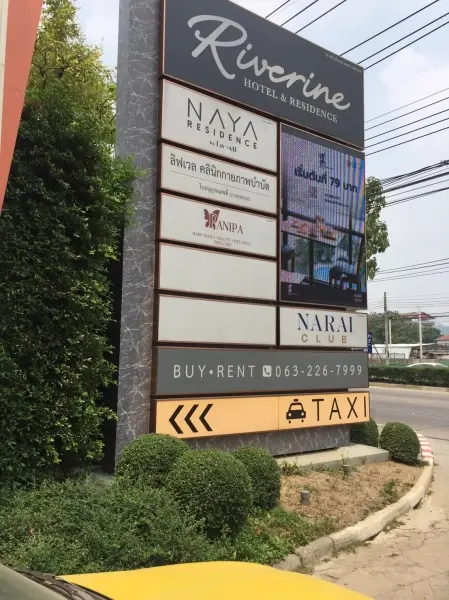 Riverine
HOTEL & RESIDENCE
NAYA
RESIDENCE
ลิฟเวล คลินิกกายภาพบำบัด
PANIPA
เริ่มต้นที่ 79 บาท
NARAI
CLUB
BUY • RENT 063-226-7999
<<< TAXI